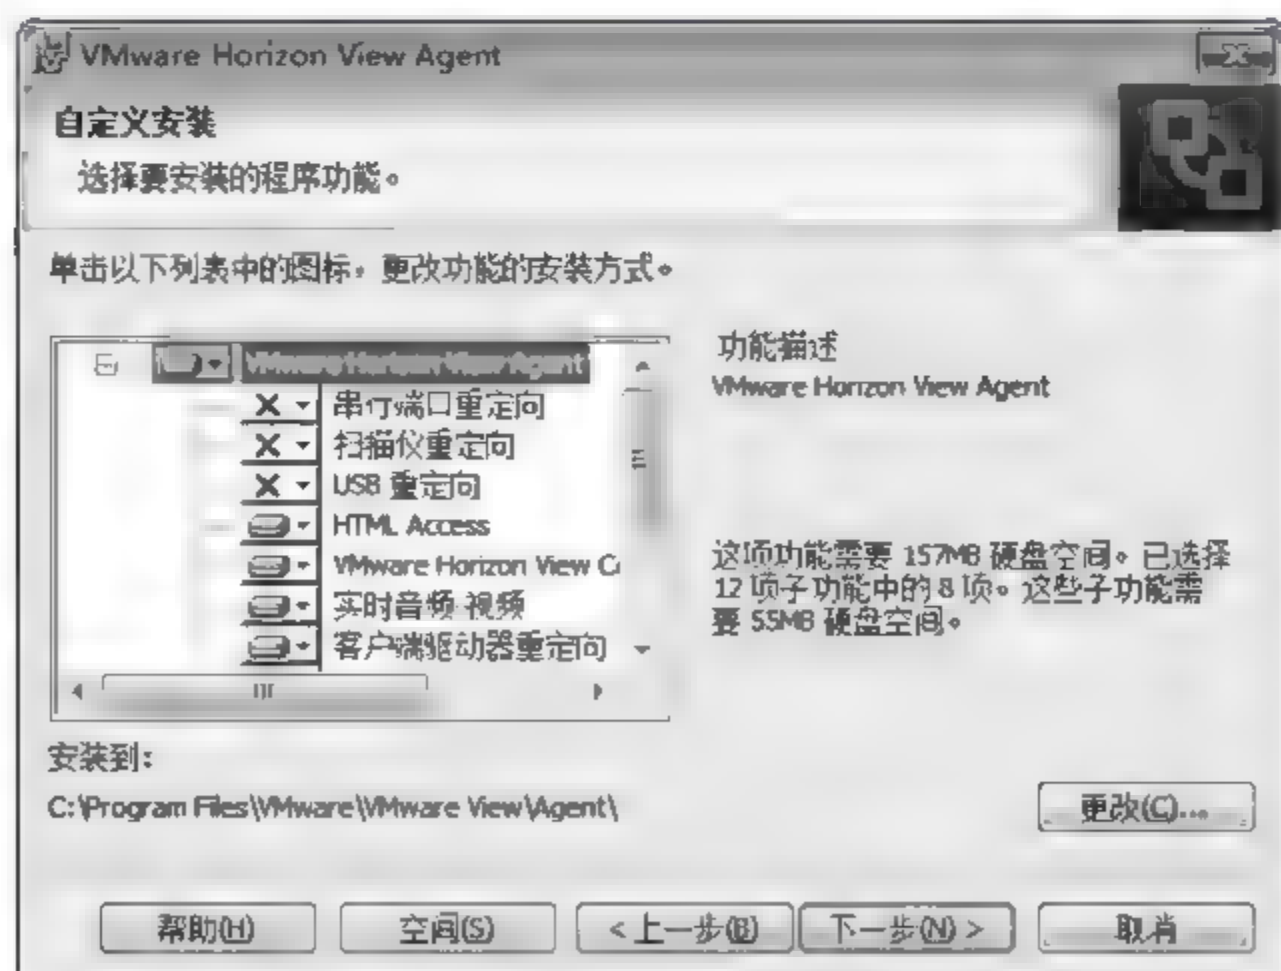 VMware Horizon View Agent
自定义安装
选择要安装的程序功能。
单击以下列表中的图标，更改功能的安装方式。
VMware Horizon View Agent
串行端口重定向
扫描仪重定向
USB 重定向
HTML Access
VMware Horizon View C
实时音频-视频
客户端驱动器重定向
功能描述
VMware Horizon View Agent
这项功能需要 157MB 硬盘空间。已选择
12 项子功能中的 8 项。这些子功能需
要 55MB 硬盘空间。
安装到：
C:\Program Files\VMware\VMware View\Agent\
更改(C)...
帮助(H)
空间(S)
< 上一步(B)
下一步(N) >
取消